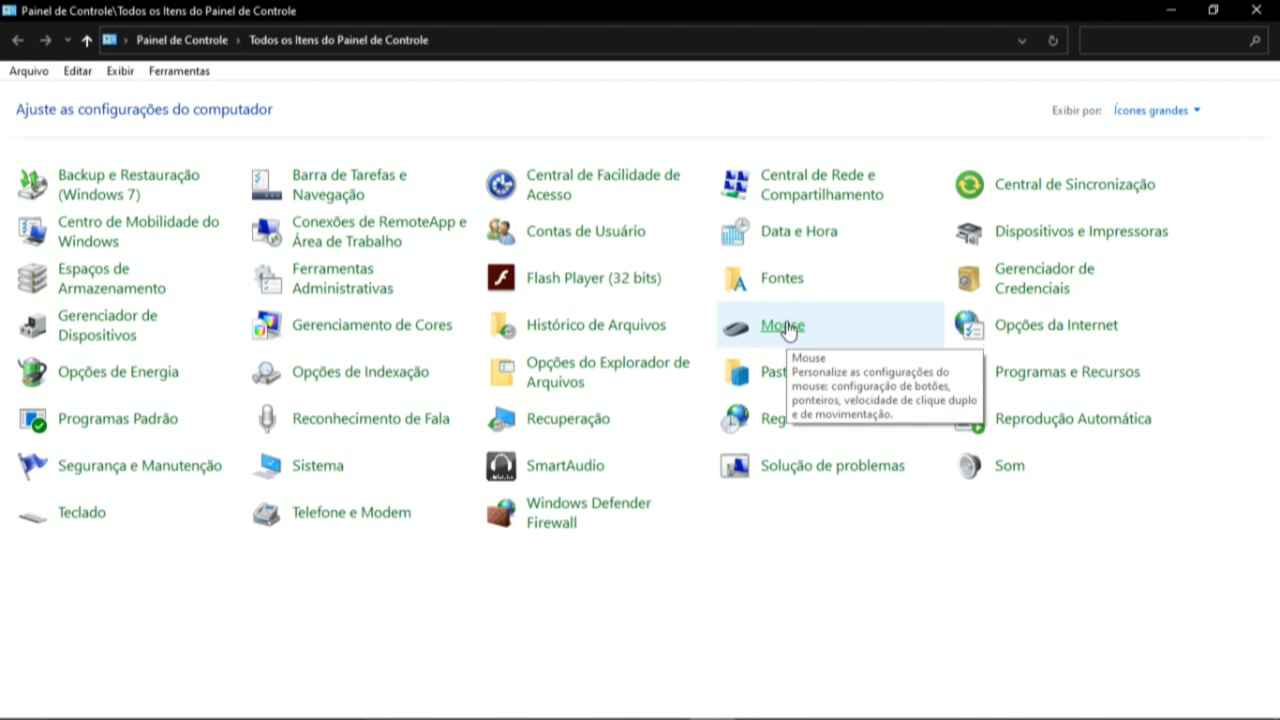 Painel de Controle\Todos os Itens do Painel de Controle
Painel de Controle › Todos os Itens do Painel de Controle
Arquivo Editar Exibir Ferramentas
Ajuste as configurações do computador
Exibir por: Ícones grandes
Backup e Restauração
(Windows 7)
Barra de Tarefas e
Navegação
Central de Facilidade de
Acesso
Central de Rede e
Compartilhamento
Central de Sincronização
Centro de Mobilidade do
Windows
Conexões de RemoteApp e
Área de Trabalho
Contas de Usuário
Data e Hora
Dispositivos e Impressoras
Espaços de
Armazenamento
Ferramentas
Administrativas
Flash Player (32 bits)
Fontes
Gerenciador de
Credenciais
Gerenciador de
Dispositivos
Gerenciamento de Cores
Histórico de Arquivos
Mouse
Opções da Internet
Mouse
Personalize as configurações do
mouse: configuração de botões,
ponteiros, velocidade de clique duplo
e de movimentação.
Opções de Energia
Opções de Indexação
Opções do Explorador de
Arquivos
Past
Programas e Recursos
Programas Padrão
Reconhecimento de Fala
Recuperação
Reg
Reprodução Automática
Segurança e Manutenção
Sistema
SmartAudio
Solução de problemas
Som
Teclado
Telefone e Modem
Windows Defender
Firewall